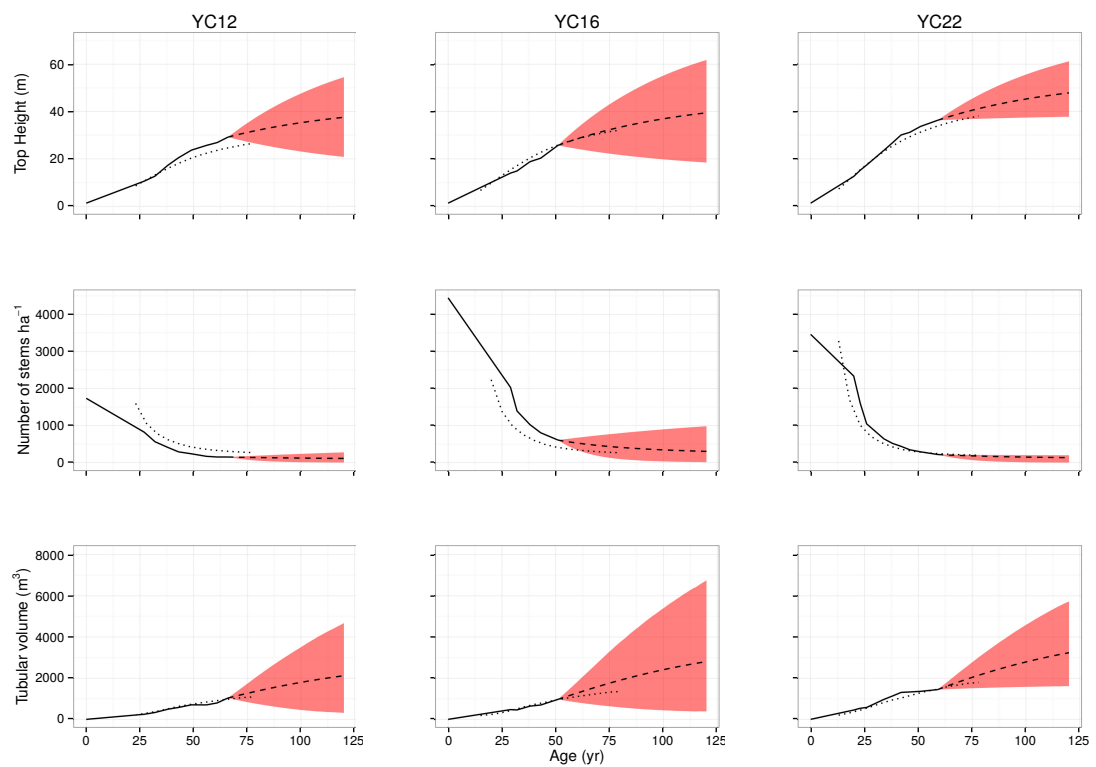 YC12 YC16 YC22
Top Height (m)
60
40
20
0
0 25 50 75 100 125
0 25 50 75 100 125
0 25 50 75 100 125
Number of stems ha⁻¹
4000
3000
2000
1000
0
Tubular volume (m³)
8000
6000
4000
2000
0
Age (yr)